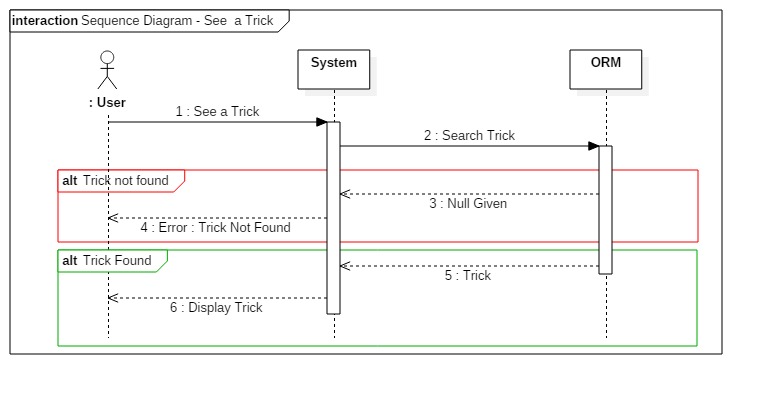 interaction Sequence Diagram - See a Trick
System
ORM
: User
1 : See a Trick
2 : Search Trick
alt Trick not found
3 : Null Given
4 : Error : Trick Not Found
alt Trick Found
5 : Trick
6 : Display Trick